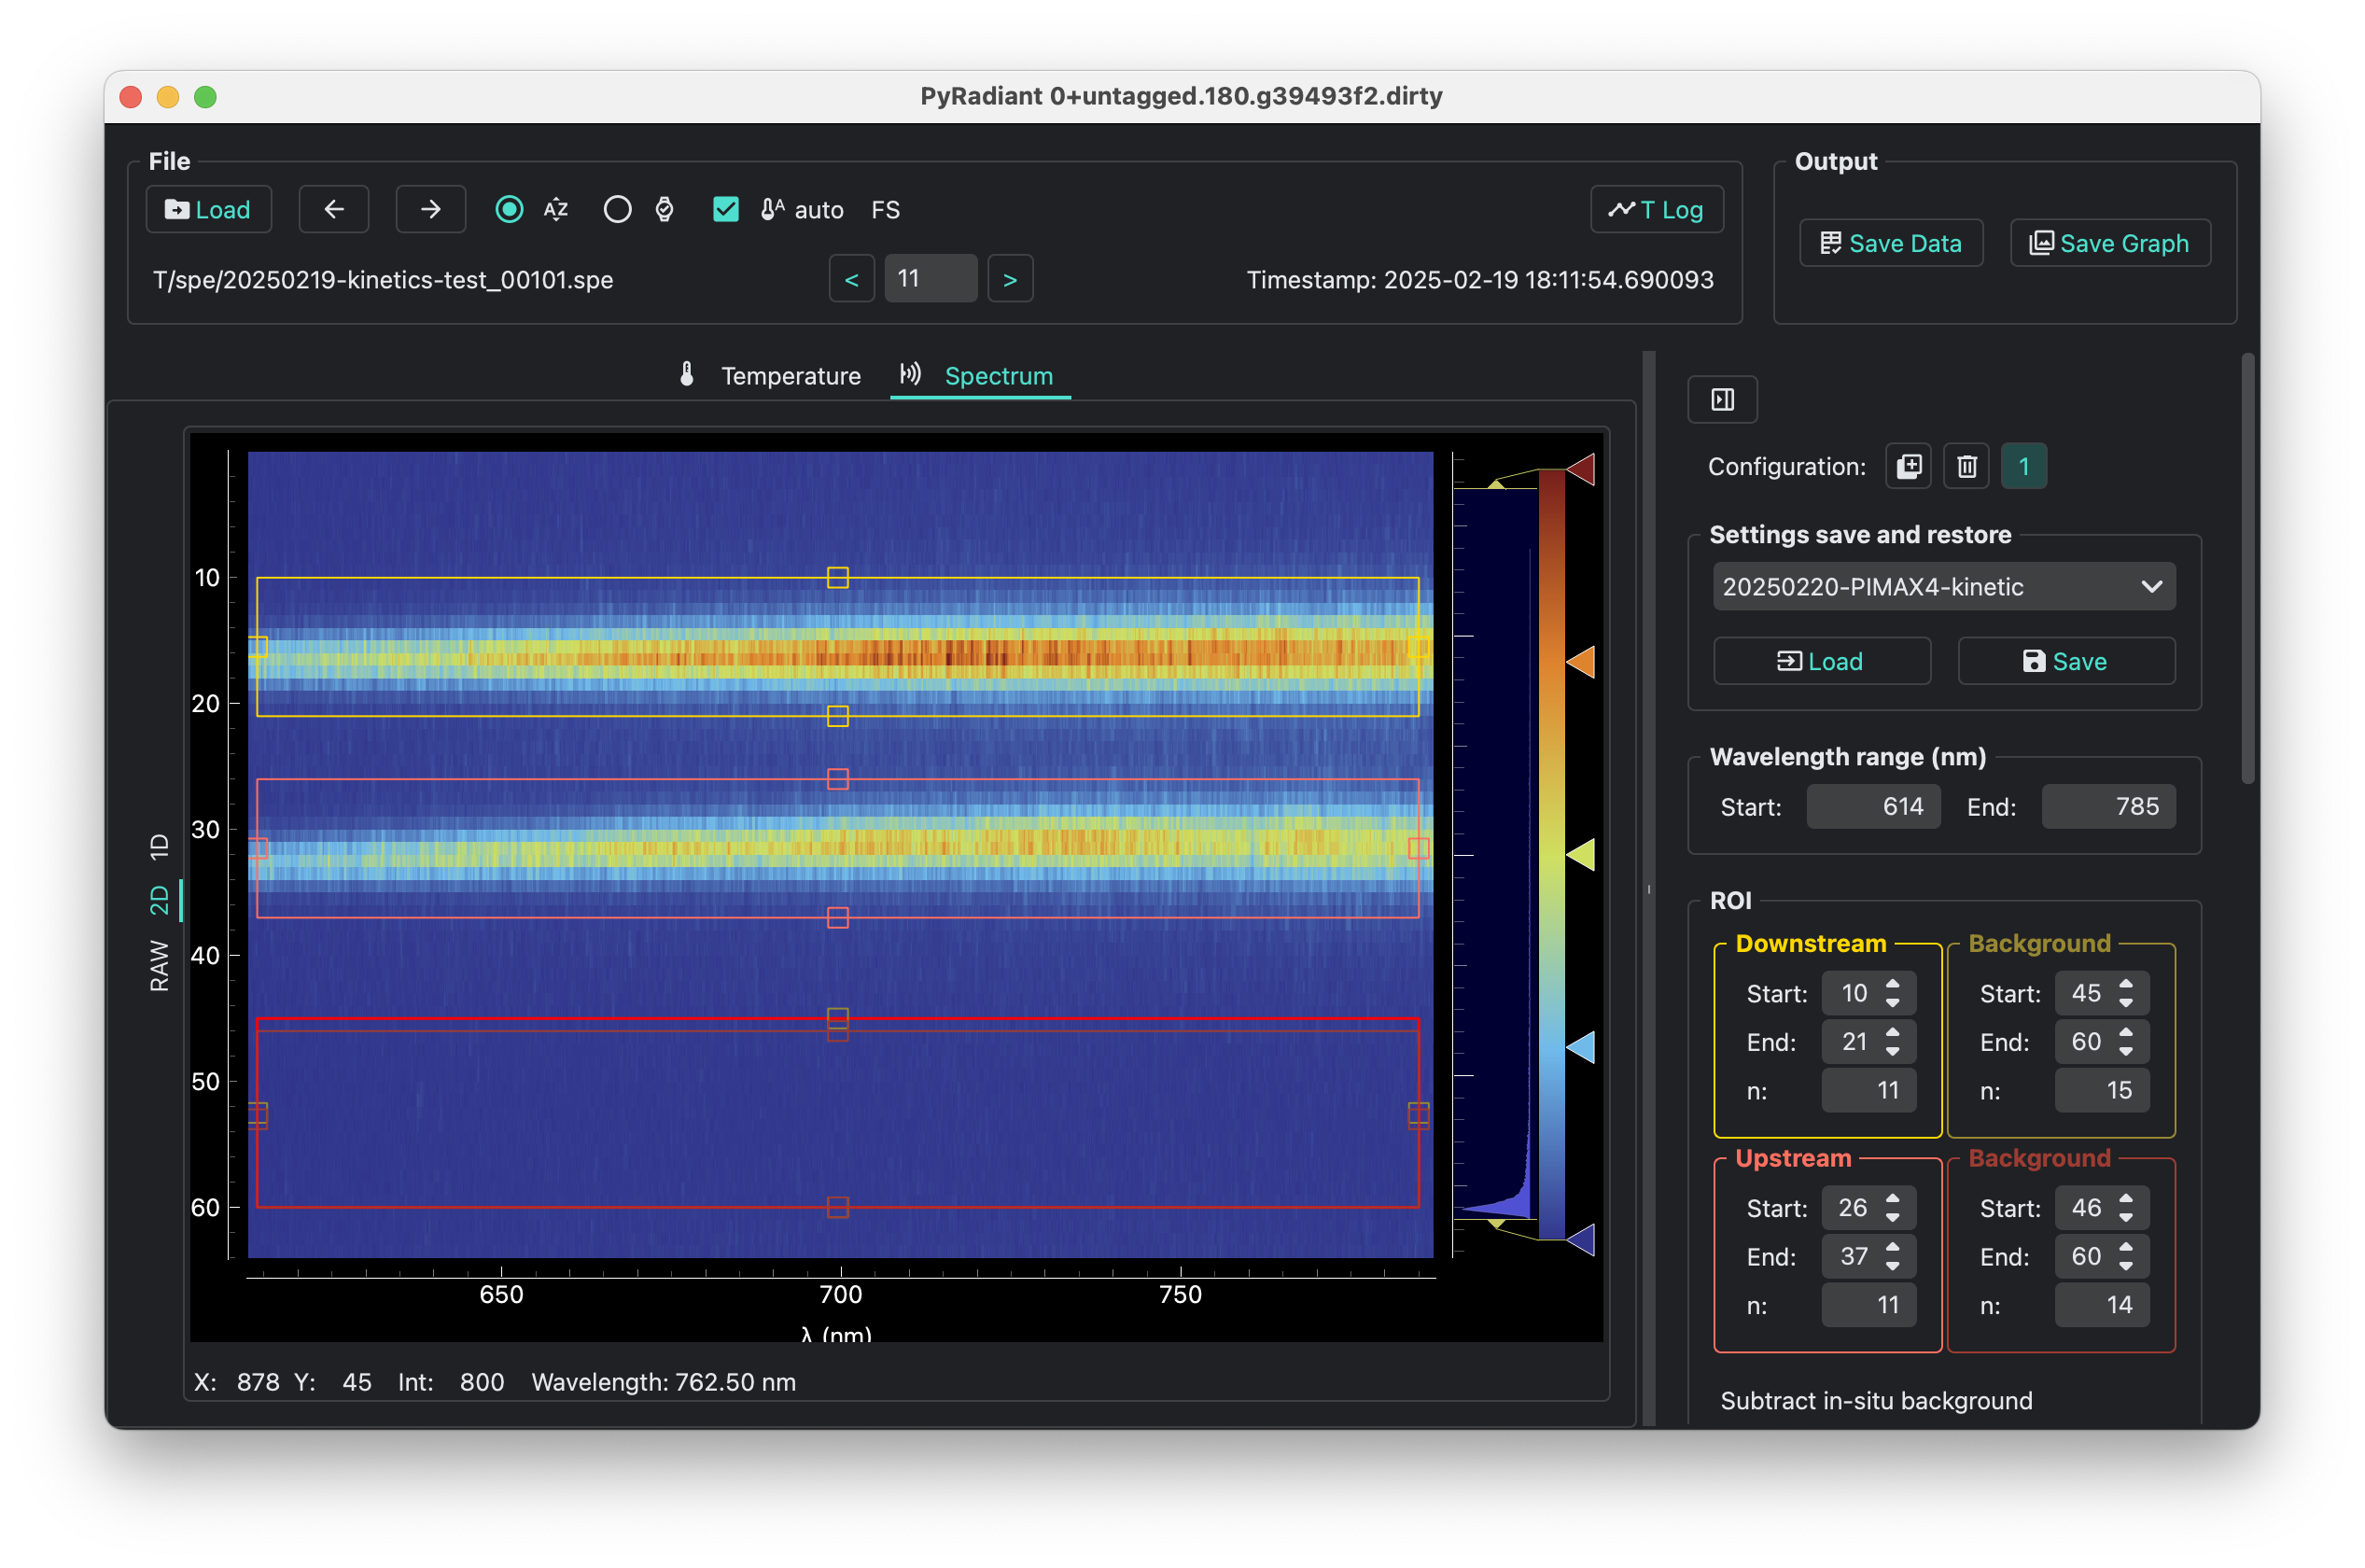 PyRadiant 0+untagged.180.g39493f2.dirty
File
Load
auto
FS
T Log
T/spe/20250219-kinetics-test_00101.spe
<
11
>
Timestamp: 2025-02-19 18:11:54.690093
Output
Save Data
Save Graph
Temperature
Spectrum
1D
2D
RAW
10
20
30
40
50
60
650
700
750
λ (nm)
X: 878 Y: 45 Int: 800 Wavelength: 762.50 nm
Configuration:
1
Settings save and restore
20250220-PIMAX4-kinetic
Load
Save
Wavelength range (nm)
Start: 614 End: 785
ROI
Downstream
Start: 10
End: 21
n: 11
Background
Start: 45
End: 60
n: 15
Upstream
Start: 26
End: 37
n: 11
Background
Start: 46
End: 60
n: 14
Subtract in-situ background